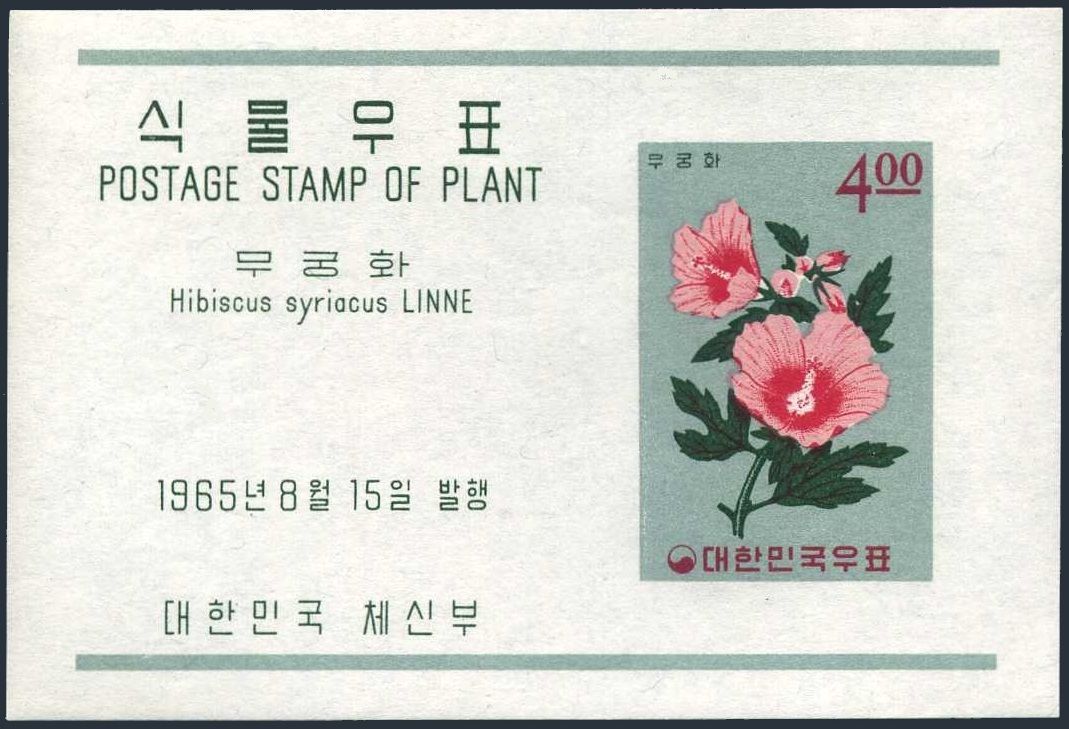 식물우표
POSTAGE STAMP OF PLANT
무궁화
Hibiscus syriacus LINNE
1965년 8월 15일 발행
대한민국 체신부
무궁화
400
대한민국우표